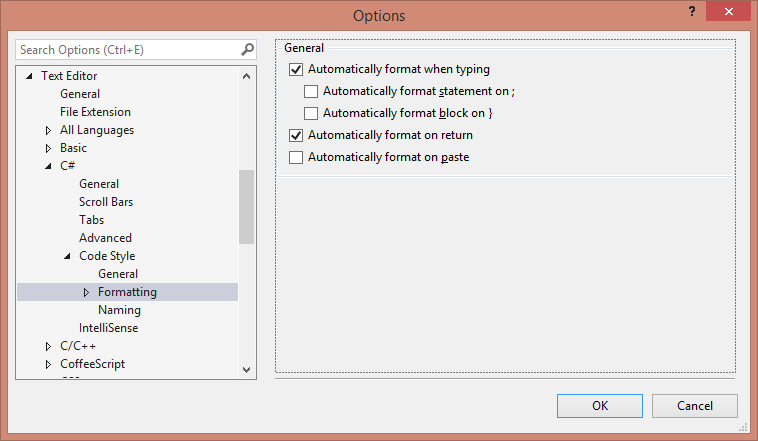 Options
?
Search Options (Ctrl+E)
Text Editor
General
File Extension
All Languages
Basic
C#
General
Scroll Bars
Tabs
Advanced
Code Style
General
Formatting
Naming
IntelliSense
C/C++
CoffeeScript
General
Automatically format when typing
Automatically format statement on ;
Automatically format block on }
Automatically format on return
Automatically format on paste
OK
Cancel